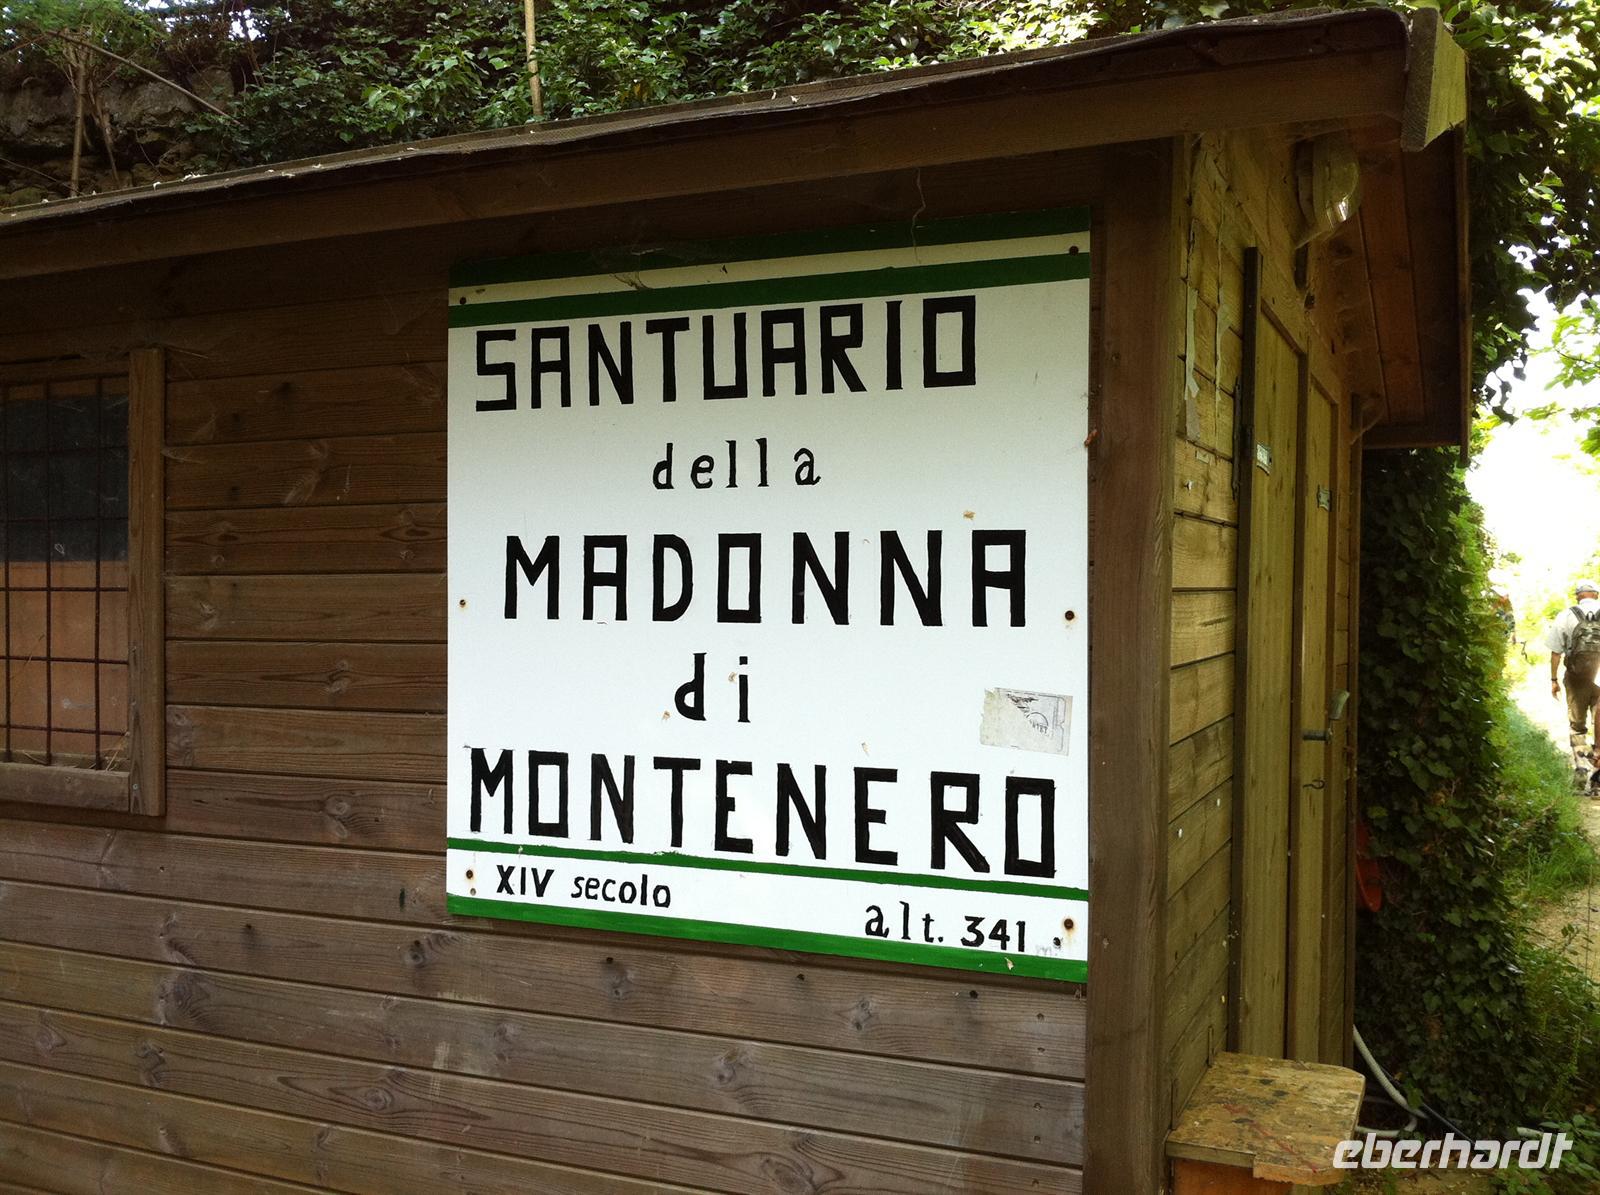 SANTUARIO
della
MADONNA
di
MONTENERO
XIV secolo
alt. 341 m.
eberhardt